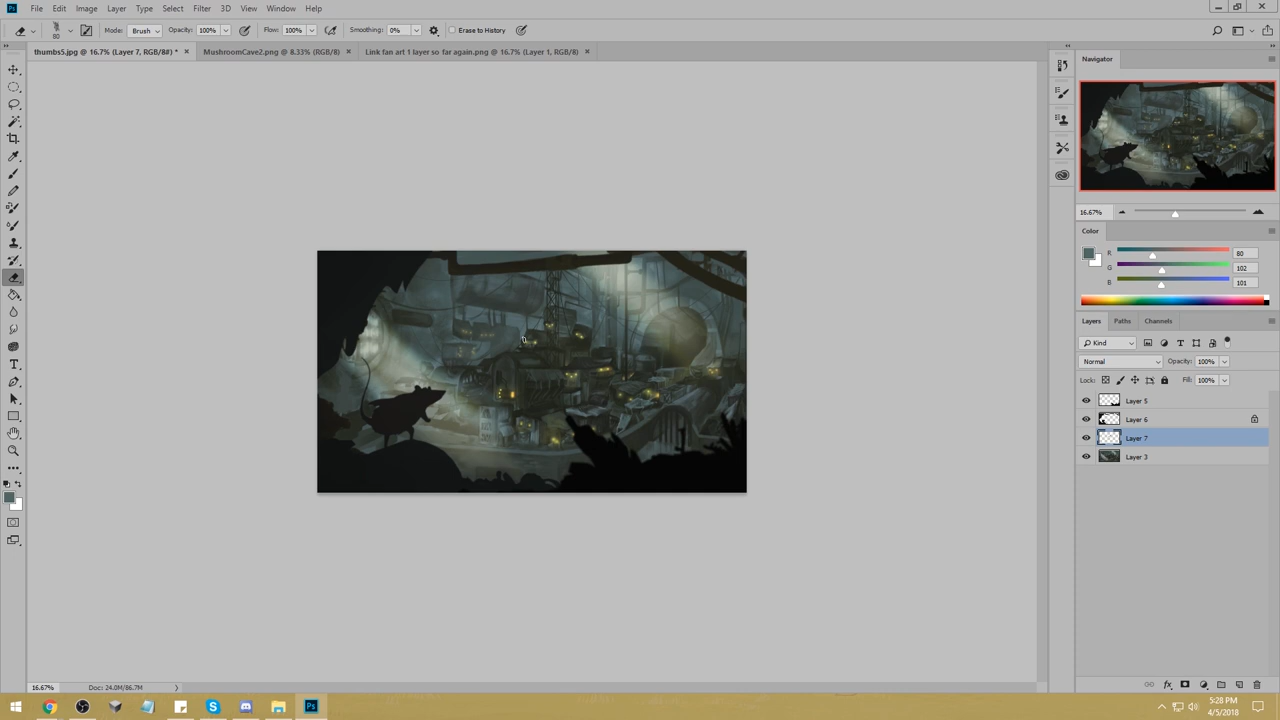 File Edit Image Layer Type Select Filter 3D View Window Help
80 Mode: Brush Opacity: 100% Flow: 100% Smoothing: 0% Erase to History
thumbs5.jpg @ 16.7% (Layer 7, RGB/8#) * MushroomCave2.png @ 8.33% (RGB/8) Link fan art 1 layer so far again.png @ 16.7% (Layer 1, RGB/8)
Navigator
16.67%
Color
R 80
G 102
B 101
Layers Paths Channels
Kind
Normal Opacity: 100%
Lock: Fill: 100%
Layer 5
Layer 6
Layer 7
Layer 3
16.67% Doc: 24.0M/86.7M
5:28 PM
4/5/2018